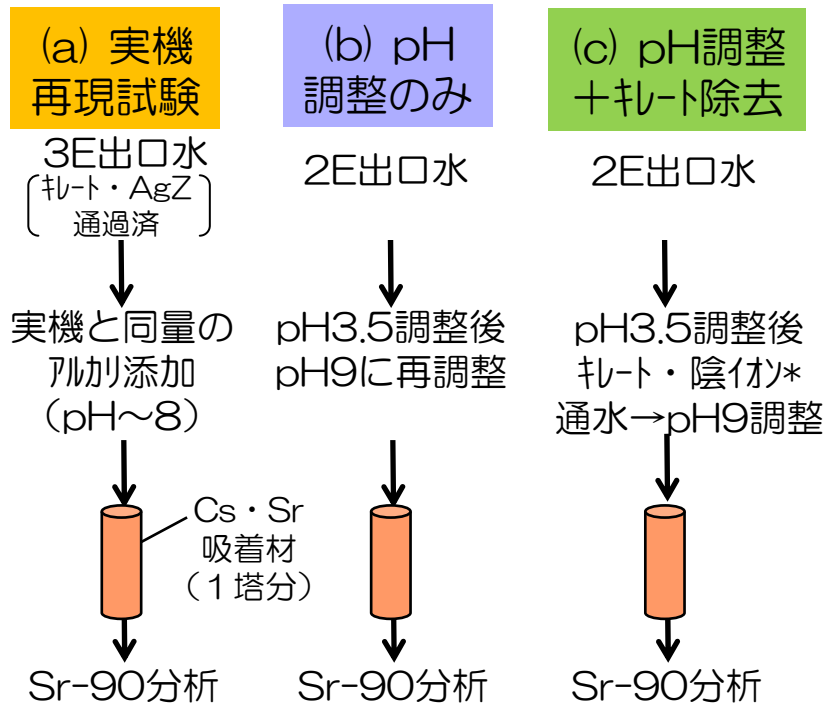 (a) 実機
再現試験
3E出口水
ｷﾚｰﾄ・AgZ
通過済
実機と同量の
ｱﾙｶﾘ添加
（pH～8）
Cs・Sr
吸着材
（１塔分）
Sr-90分析
(b) pH
調整のみ
2E出口水
pH3.5調整後
pH9に再調整
Sr-90分析
(c) pH調整
＋ｷﾚｰﾄ除去
2E出口水
pH3.5調整後
ｷﾚｰﾄ・陰ｲｵﾝ*
通水→pH9調整
Sr-90分析